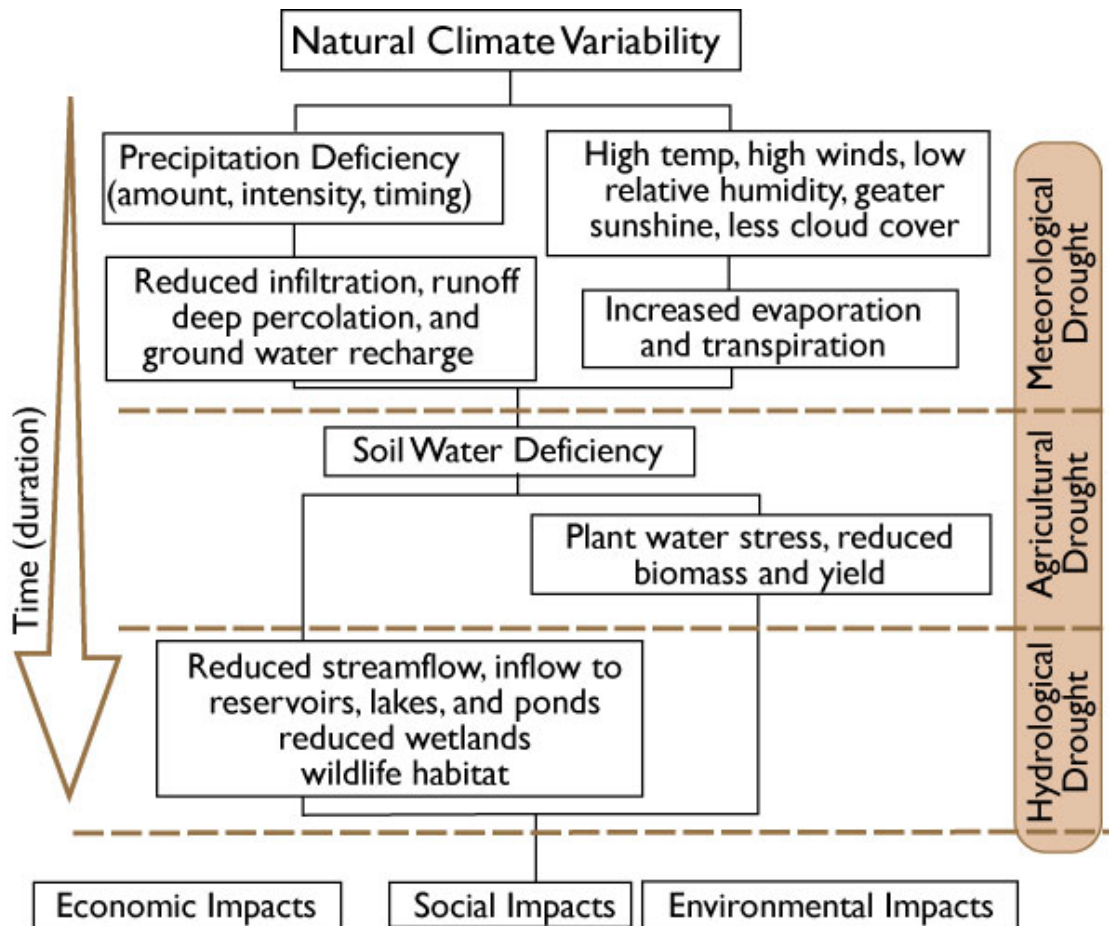 Natural Climate Variability
Precipitation Deficiency
(amount, intensity, timing)
High temp, high winds, low
relative humidity, geater
sunshine, less cloud cover
Reduced infiltration, runoff
deep percolation, and
ground water recharge
Increased evaporation
and transpiration
Meteorological
Drought
Time (duration)
Soil Water Deficiency
Plant water stress, reduced
biomass and yield
Agricultural
Drought
Reduced streamflow, inflow to
reservoirs, lakes, and ponds
reduced wetlands
wildlife habitat
Hydrological
Drought
Economic Impacts
Social Impacts
Environmental Impacts